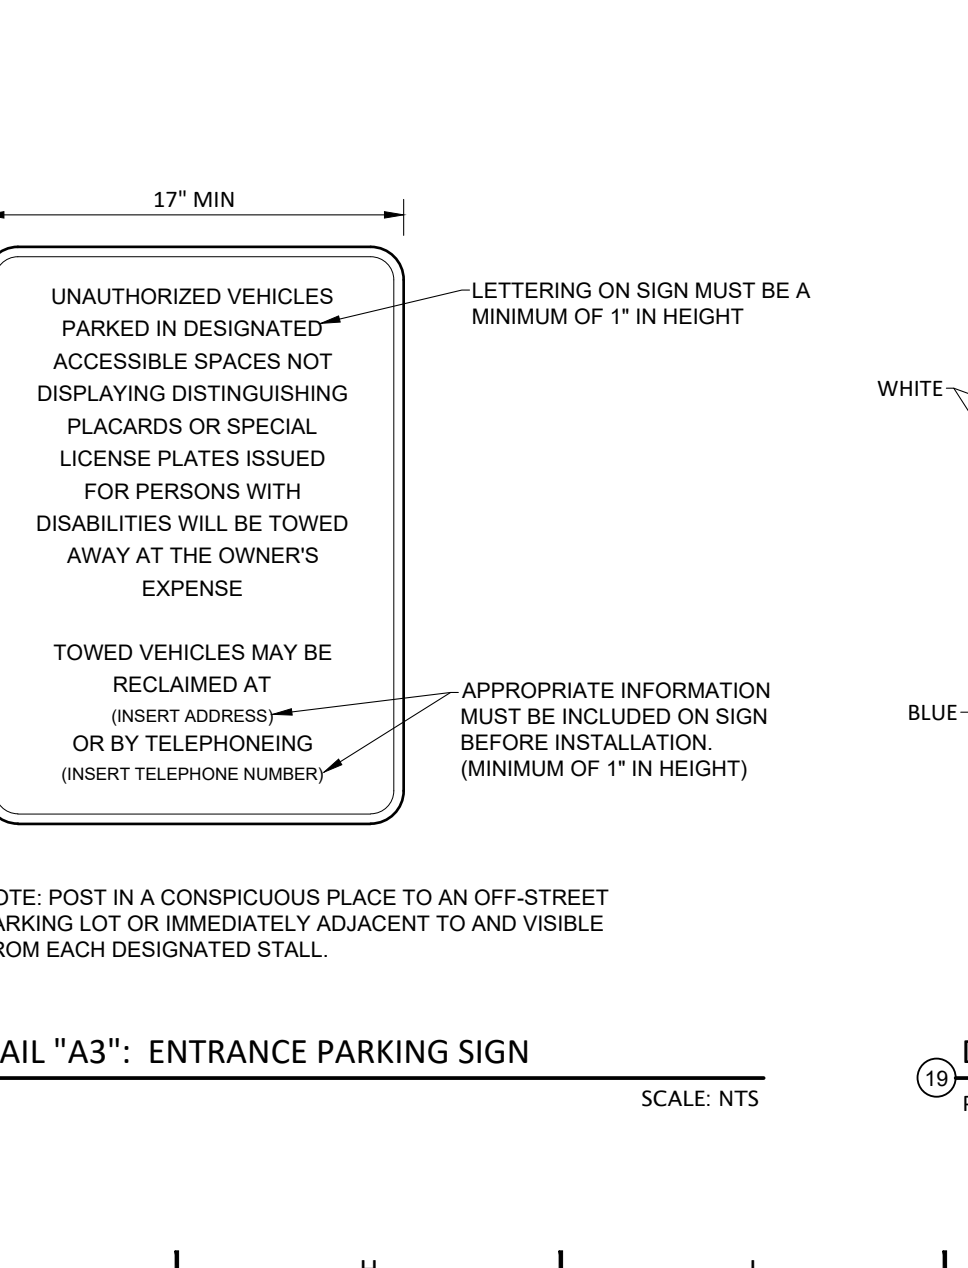 17" MIN
UNAUTHORIZED VEHICLES
PARKED IN DESIGNATED
ACCESSIBLE SPACES NOT
DISPLAYING DISTINGUISHING
PLACARDS OR SPECIAL
LICENSE PLATES ISSUED
FOR PERSONS WITH
DISABILITIES WILL BE TOWED
AWAY AT THE OWNER'S
EXPENSE
TOWED VEHICLES MAY BE
RECLAIMED AT
(INSERT ADDRESS)
OR BY TELEPHONEING
(INSERT TELEPHONE NUMBER)
LETTERING ON SIGN MUST BE A
MINIMUM OF 1" IN HEIGHT
APPROPRIATE INFORMATION
MUST BE INCLUDED ON SIGN
BEFORE INSTALLATION.
(MINIMUM OF 1" IN HEIGHT)
WHITE
BLUE
OTE: POST IN A CONSPICUOUS PLACE TO AN OFF-STREET
ARKING LOT OR IMMEDIATELY ADJACENT TO AND VISIBLE
ROM EACH DESIGNATED STALL.
AIL "A3": ENTRANCE PARKING SIGN
SCALE: NTS
19